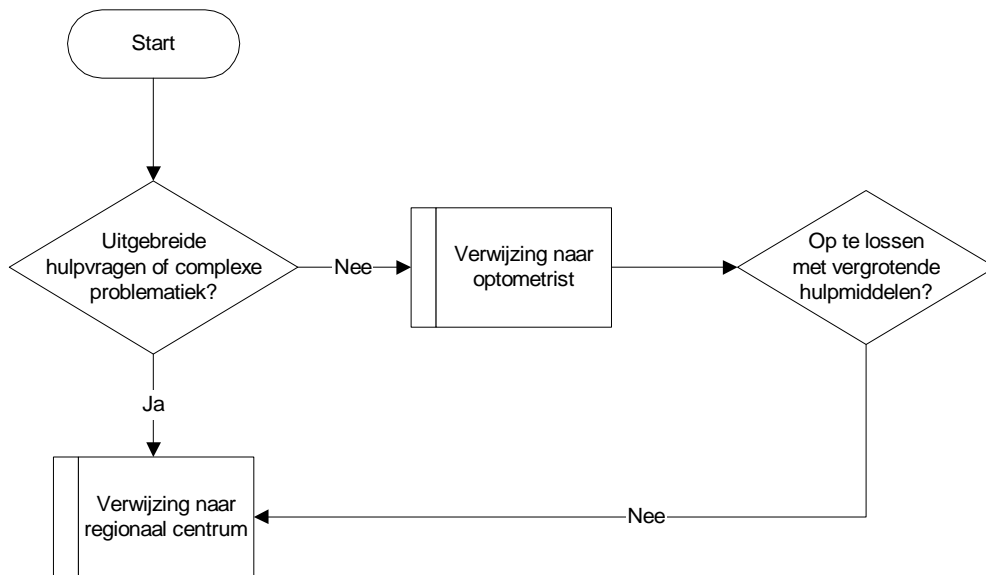 Start
Uitgebreide
hulpvragen of complexe
problematiek?
Nee
Verwijzing naar
optometrist
Op te lossen
met vergrotende
hulpmiddelen?
Ja
Verwijzing naar
regionaal centrum
Nee